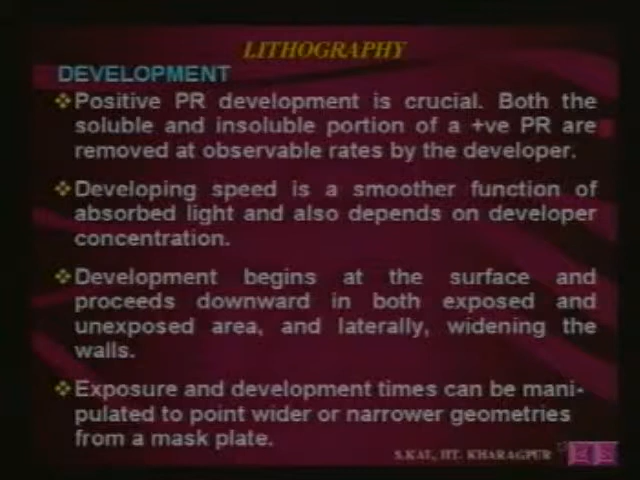 LITHOGRAPHY
DEVELOPMENT
❖Positive PR development is crucial. Both the
soluble and insoluble portion of a +ve PR are
removed at observable rates by the developer.
❖Developing speed is a smoother function of
absorbed light and also depends on developer
concentration.
❖Development begins at the surface and
proceeds downward in both exposed and
unexposed area, and laterally, widening the
walls.
❖Exposure and development times can be mani-
pulated to point wider or narrower geometries
from a mask plate.
S.KAL, IIT. KHARAGPUR